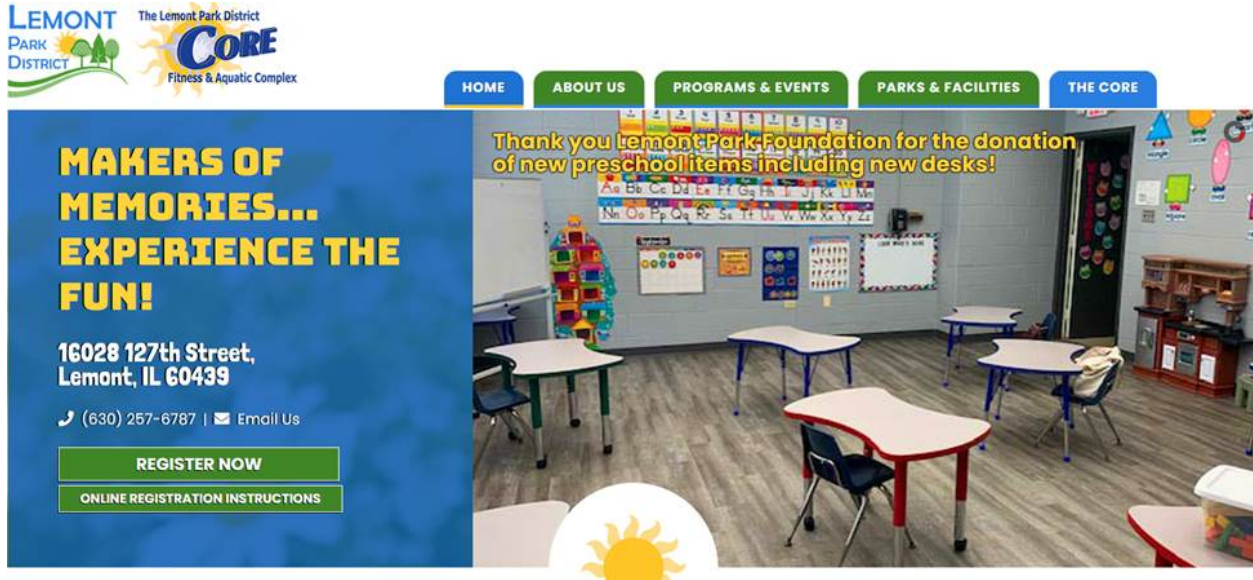 LEMONT
PARK
DISTRICT
The Lemont Park District
CORE
Fitness & Aquatic Complex
HOME
ABOUT US
PROGRAMS & EVENTS
PARKS & FACILITIES
THE CORE
MAKERS OF
MEMORIES...
EXPERIENCE THE
FUN!
16028 127th Street,
Lemont, IL 60439
(630) 257-6787 | Email Us
REGISTER NOW
ONLINE REGISTRATION INSTRUCTIONS
Thank you Lemont Park Foundation for the donation
of new preschool items including new desks!
Aa Bb Cc Dd Ee Ff Gg Hh Ii Jj Kk Ll Mm
Nn Oo Pp Qq Rr Ss Tt Uu Vv Ww Xx Yy Zz
September